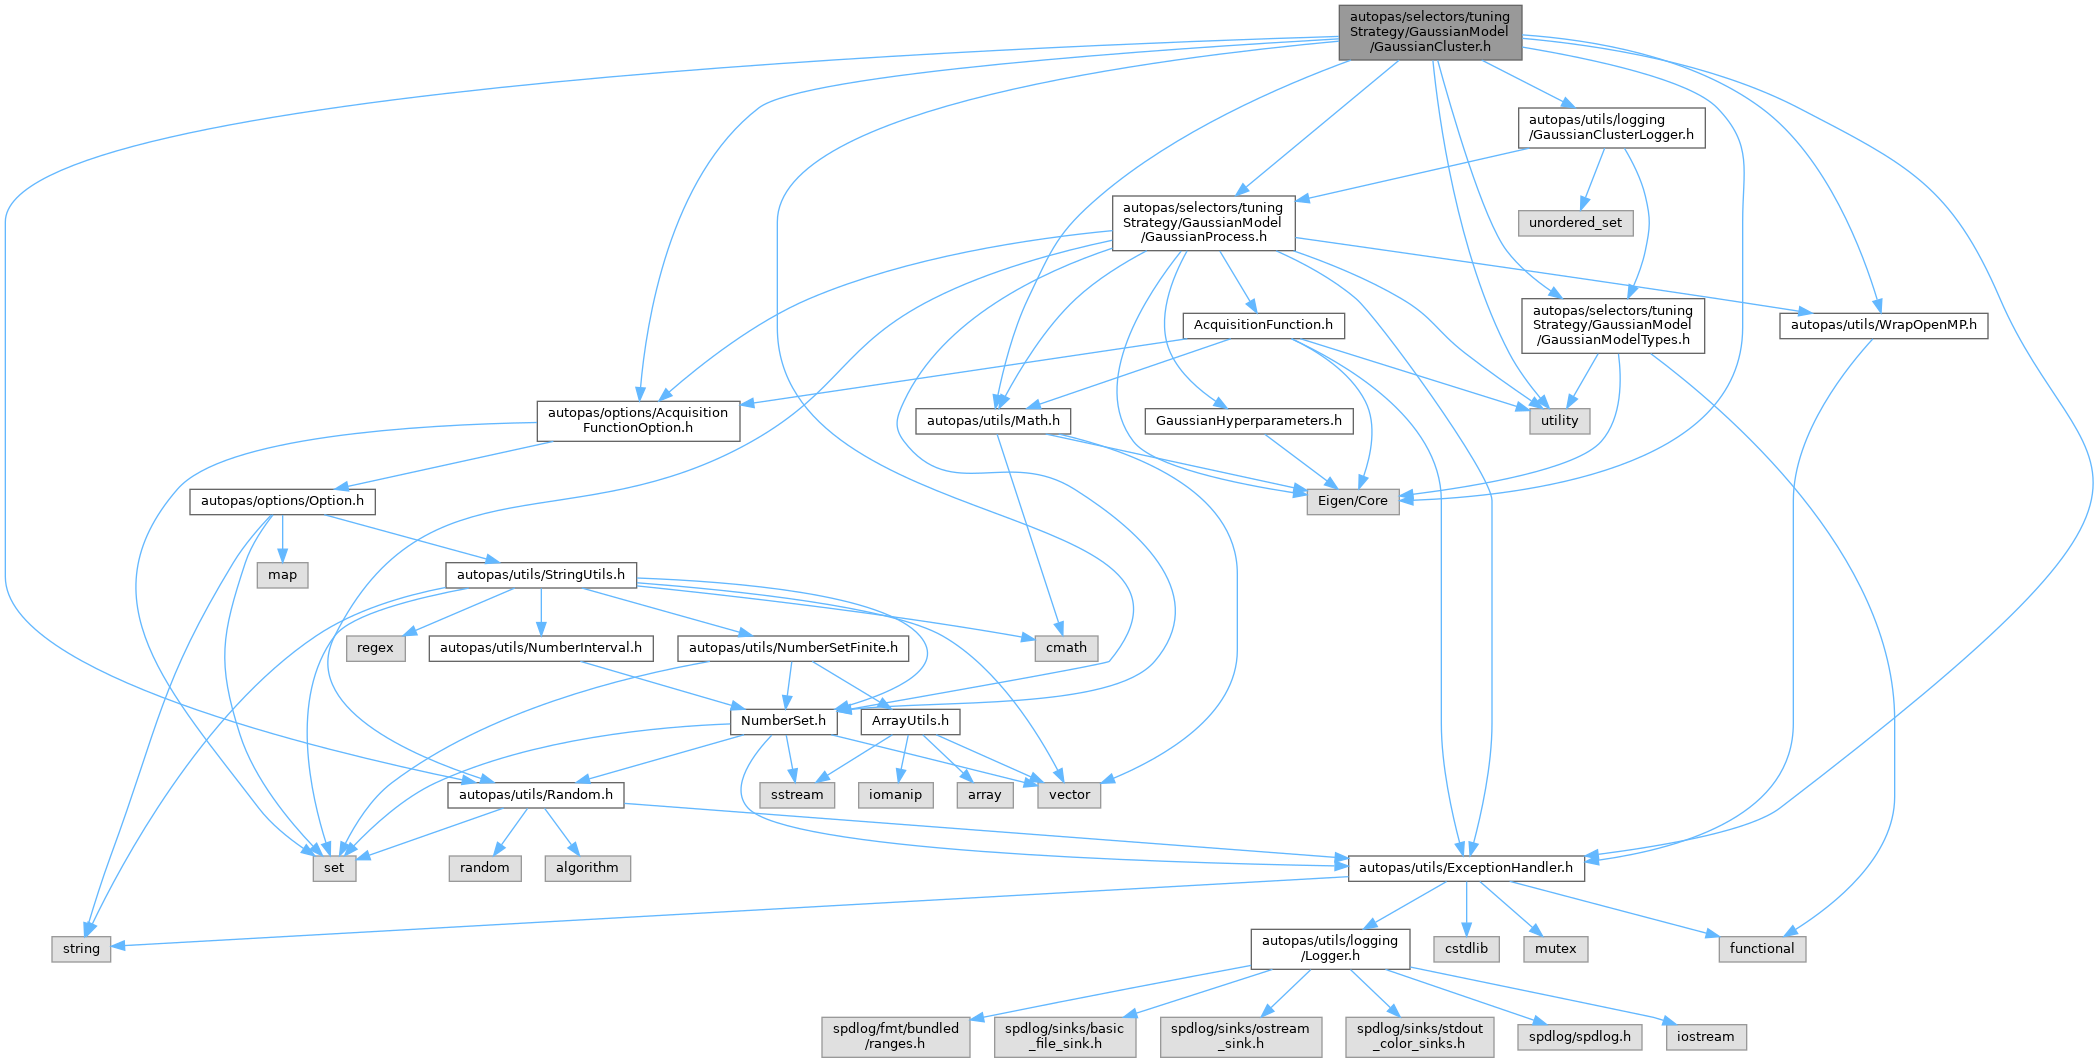 autopas/selectors/tuning
Strategy/GaussianModel
/GaussianCluster.h
autopas/utils/logging
/GaussianClusterLogger.h
autopas/selectors/tuning
Strategy/GaussianModel
/GaussianProcess.h
unordered_set
AcquisitionFunction.h
autopas/selectors/tuning
Strategy/GaussianModel
/GaussianModelTypes.h
autopas/utils/WrapOpenMP.h
autopas/options/Acquisition
FunctionOption.h
autopas/utils/Math.h
GaussianHyperparameters.h
utility
autopas/options/Option.h
Eigen/Core
map
autopas/utils/StringUtils.h
regex
autopas/utils/NumberInterval.h
autopas/utils/NumberSetFinite.h
cmath
NumberSet.h
ArrayUtils.h
autopas/utils/Random.h
sstream
iomanip
array
vector
set
random
algorithm
autopas/utils/ExceptionHandler.h
string
autopas/utils/logging
/Logger.h
cstdlib
mutex
functional
spdlog/fmt/bundled
/ranges.h
spdlog/sinks/basic
_file_sink.h
spdlog/sinks/ostream
_sink.h
spdlog/sinks/stdout
_color_sinks.h
spdlog/spdlog.h
iostream